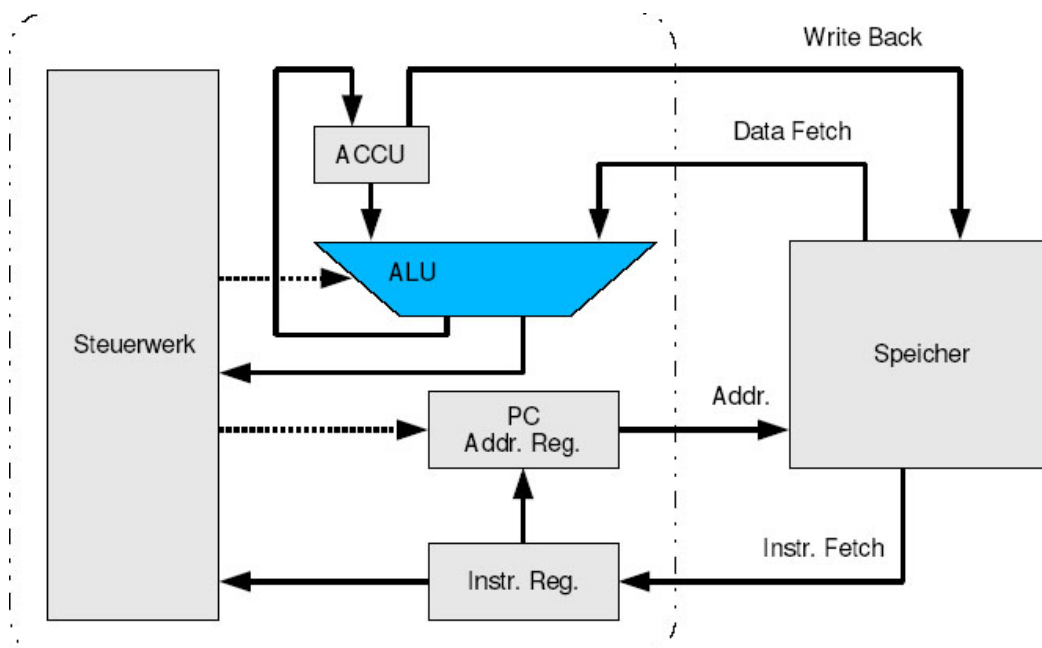 Write Back
Data Fetch
ACCU
ALU
Steuerwerk
Speicher
Addr.
PC
Addr. Reg.
Instr. Fetch
Instr. Reg.